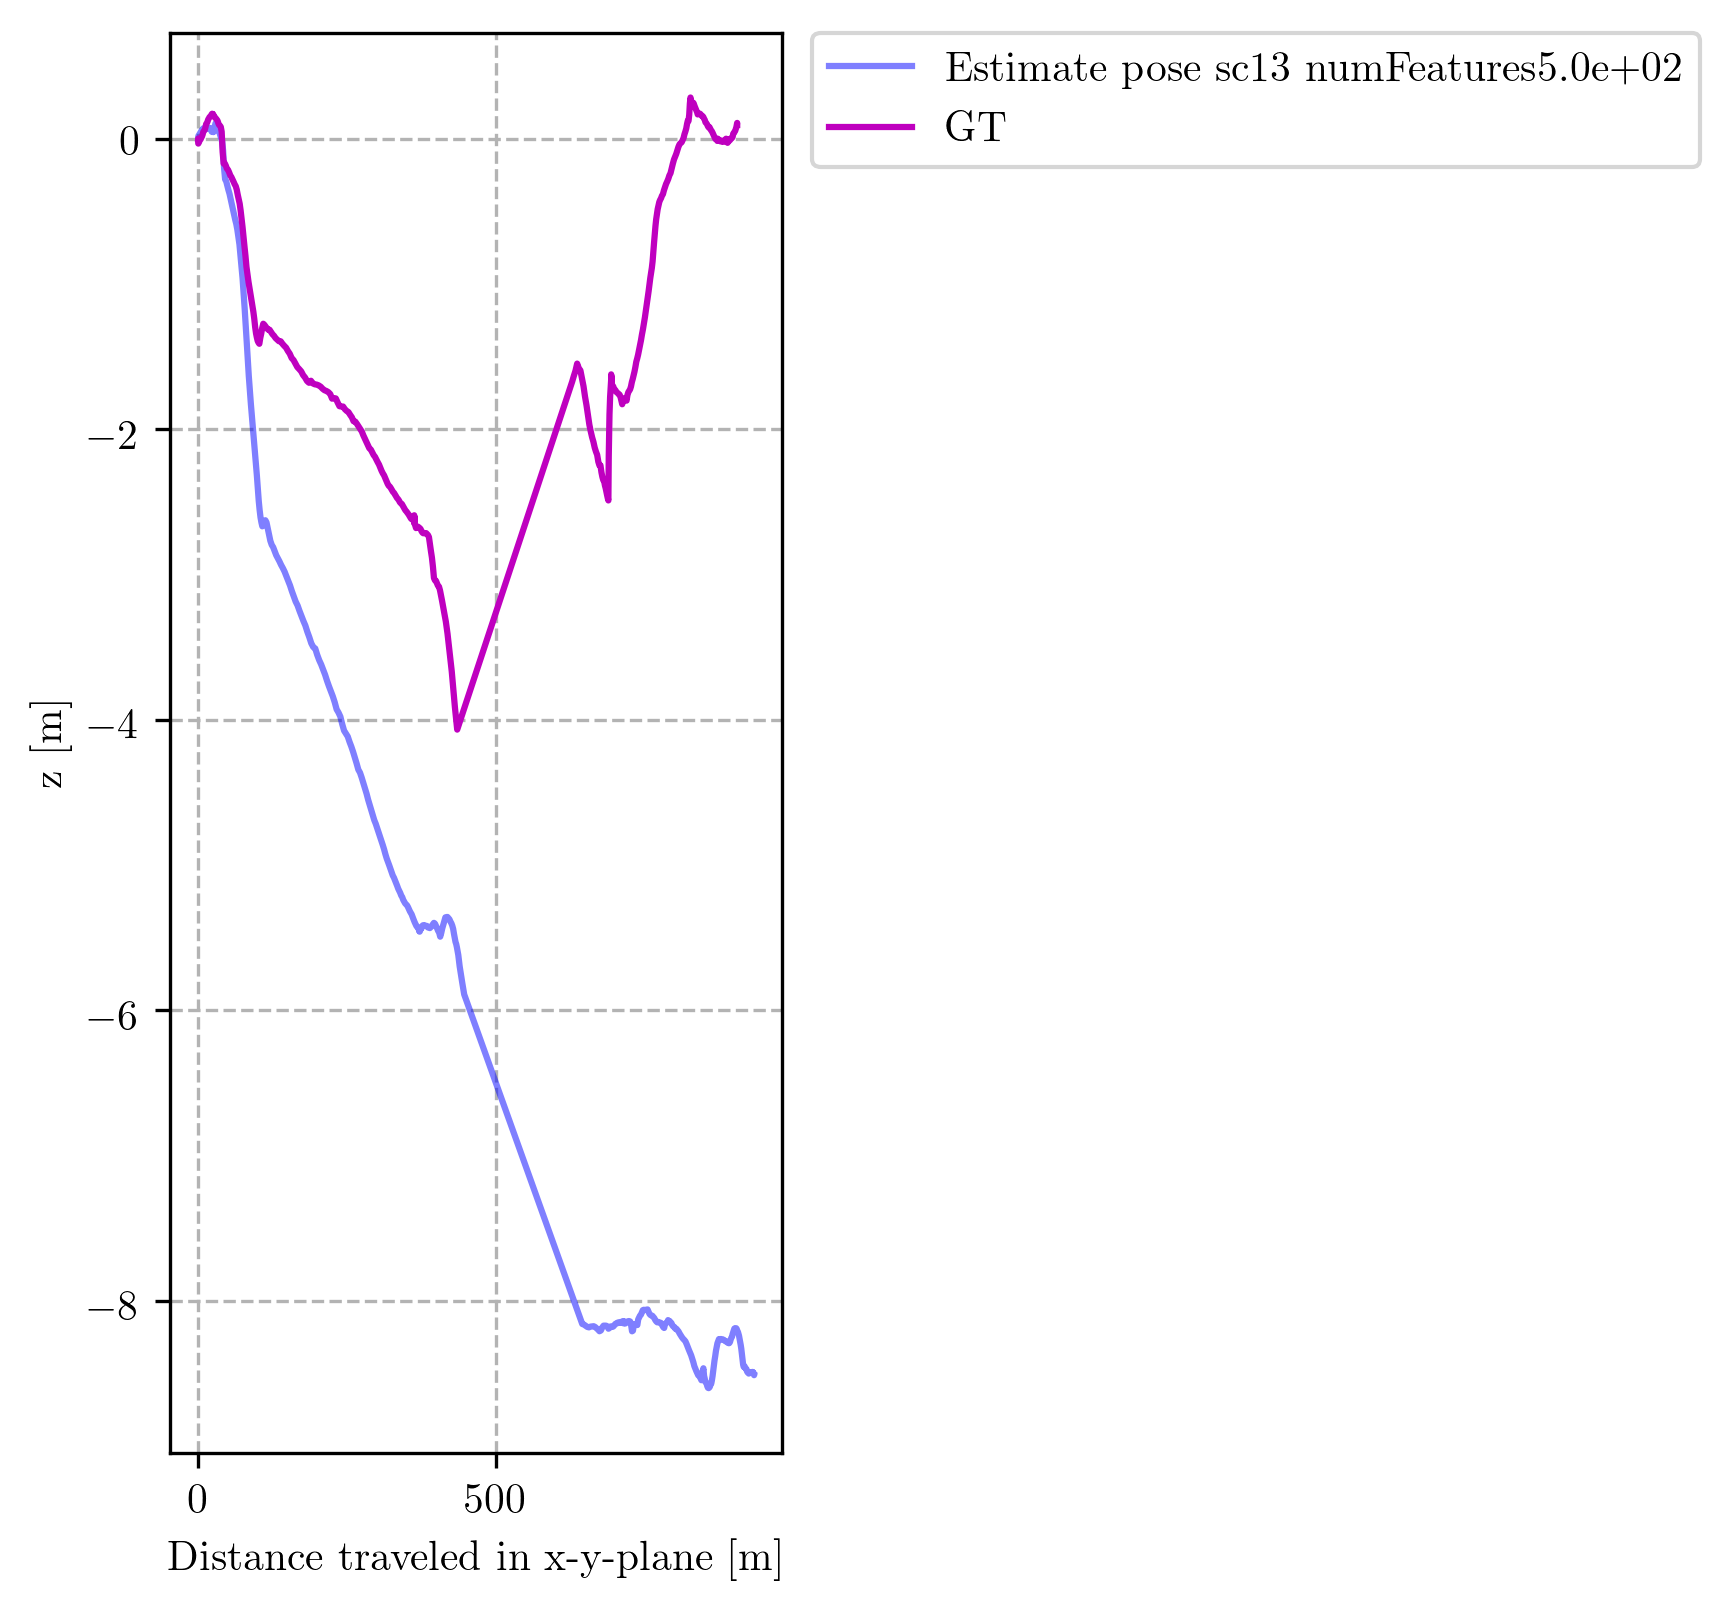 Estimate pose sc13 numFeatures5.0e+02
GT
0
−2
−4
−6
−8
z [m]
0 500
Distance traveled in x-y-plane [m]